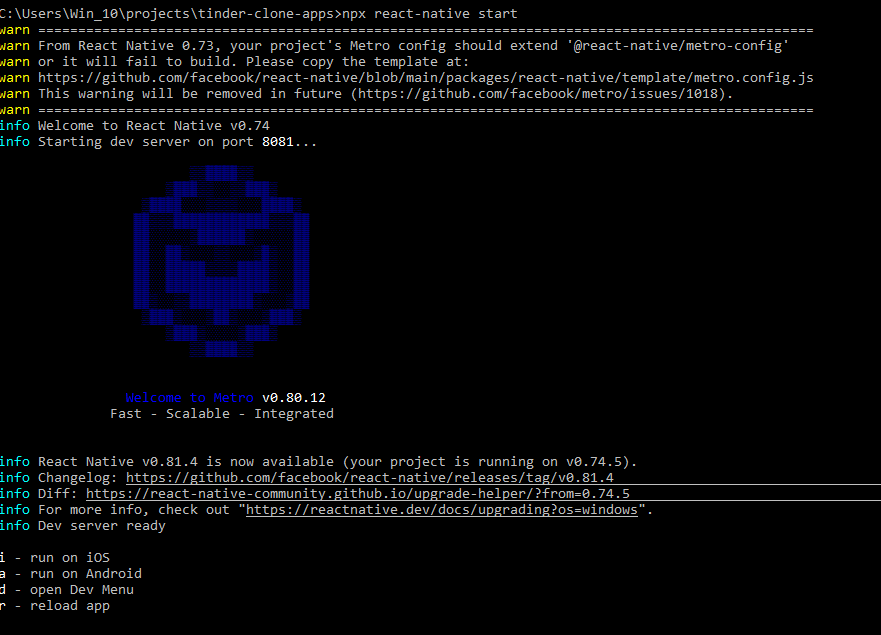 C:\Users\Win_10\projects\tinder-clone-apps>npx react-native start
warn =================================================================================================
warn From React Native 0.73, your project's Metro config should extend '@react-native/metro-config'
warn or it will fail to build. Please copy the template at:
warn https://github.com/facebook/react-native/blob/main/packages/react-native/template/metro.config.js
warn This warning will be removed in future (https://github.com/facebook/metro/issues/1018).
warn =================================================================================================
info Welcome to React Native v0.74
info Starting dev server on port 8081...
Welcome to Metro v0.80.12
Fast - Scalable - Integrated
info React Native v0.81.4 is now available (your project is running on v0.74.5).
info Changelog: https://github.com/facebook/react-native/releases/tag/v0.81.4
info Diff: https://react-native-community.github.io/upgrade-helper/?from=0.74.5
info For more info, check out "https://reactnative.dev/docs/upgrading?os=windows".
info Dev server ready
i - run on iOS
a - run on Android
d - open Dev Menu
r - reload app